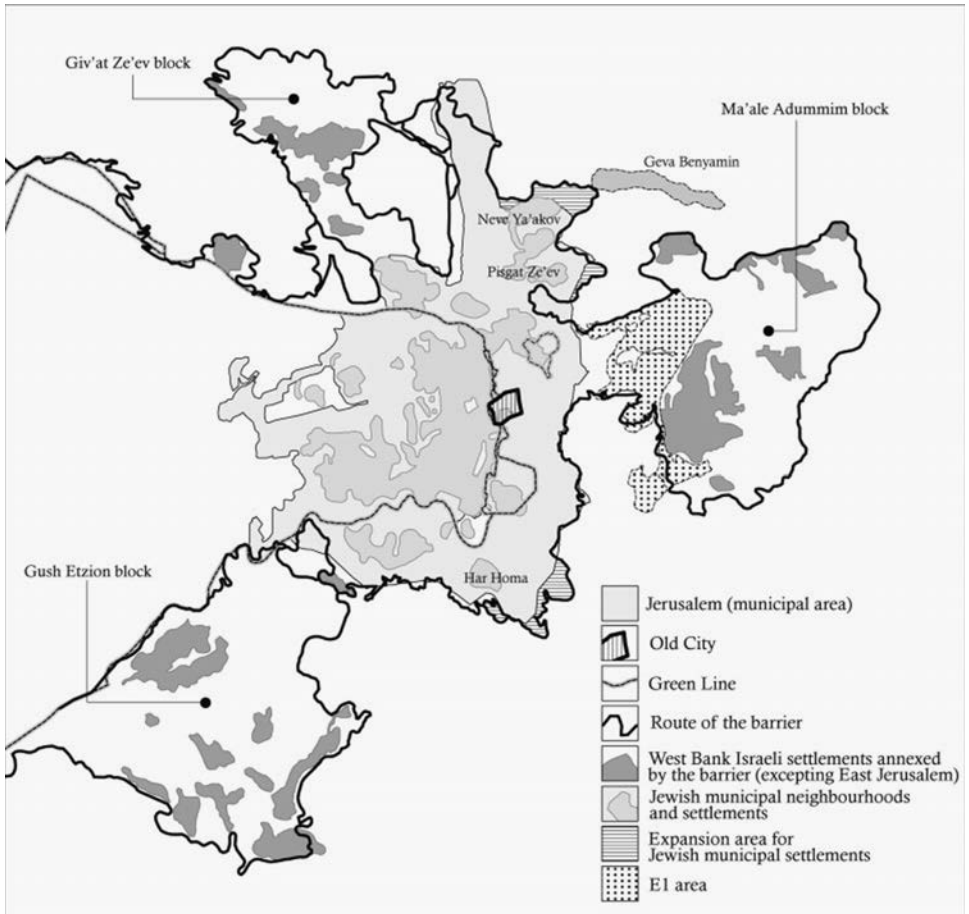 Giv'at Ze'ev block
Ma'ale Adummim block
Geva Benyamin
Neve Ya'akov
Pisgat Ze'ev
Gush Etzion block
Har Homa
Jerusalem (municipal area)
Old City
Green Line
Route of the barrier
West Bank Israeli settlements annexed
by the barrier (excepting East Jerusalem)
Jewish municipal neighbourhoods
and settlements
Expansion area for
Jewish municipal settlements
E1 area